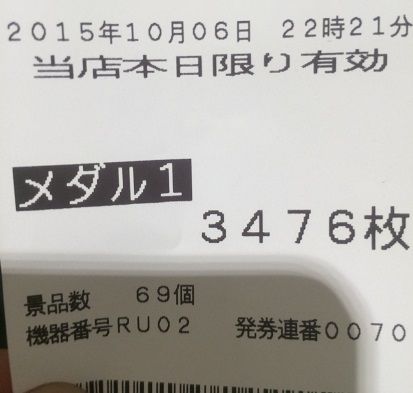 2015年10月06日 22時21分
当店本日限り有効
メダル1
3476枚
景品数 69個
機器番号RU02 発券連番0070